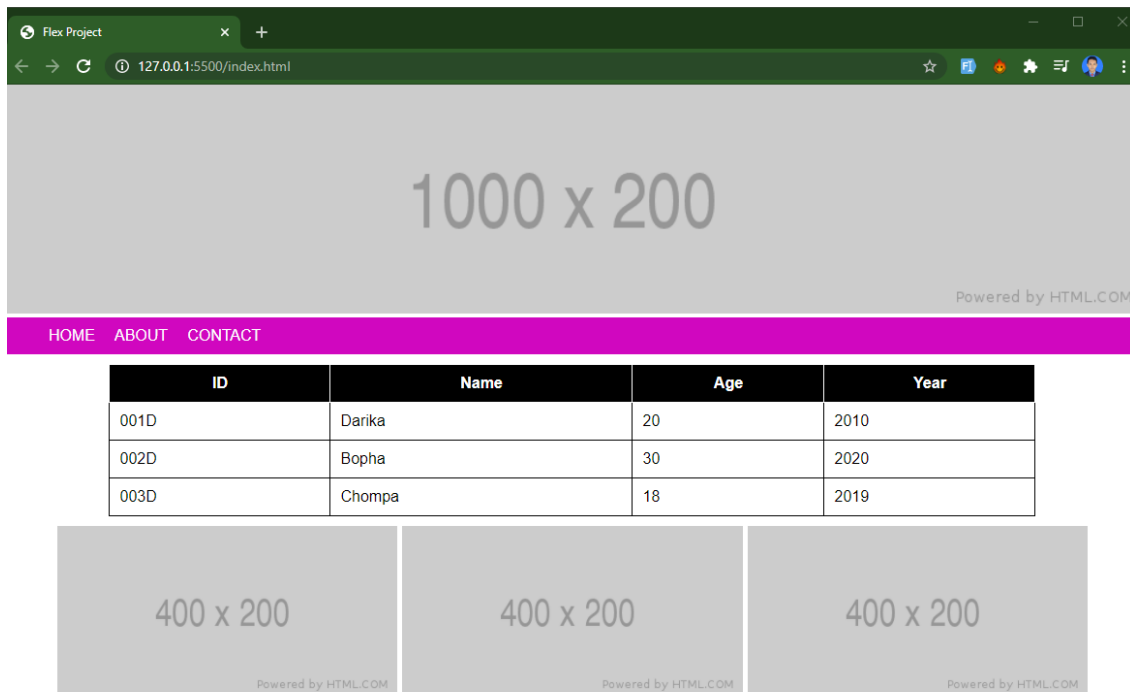 Flex Project
127.0.0.1:5500/index.html
1000 x 200
Powered by HTML.COM
HOME ABOUT CONTACT
ID Name Age Year
001D Darika 20 2010
002D Bopha 30 2020
003D Chompa 18 2019
400 x 200 400 x 200 400 x 200
Powered by HTML.COM Powered by HTML.COM Powered by HTML.COM